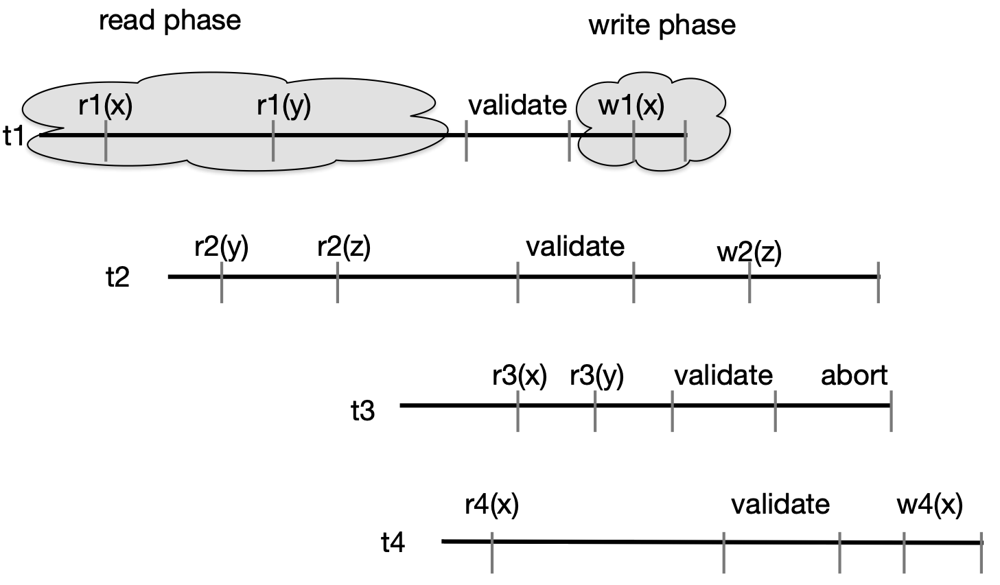 read phase
write phase
r1(x) r1(y) validate w1(x)
t1
r2(y) r2(z) validate w2(z)
t2
r3(x) r3(y) validate abort
t3
r4(x) validate w4(x)
t4